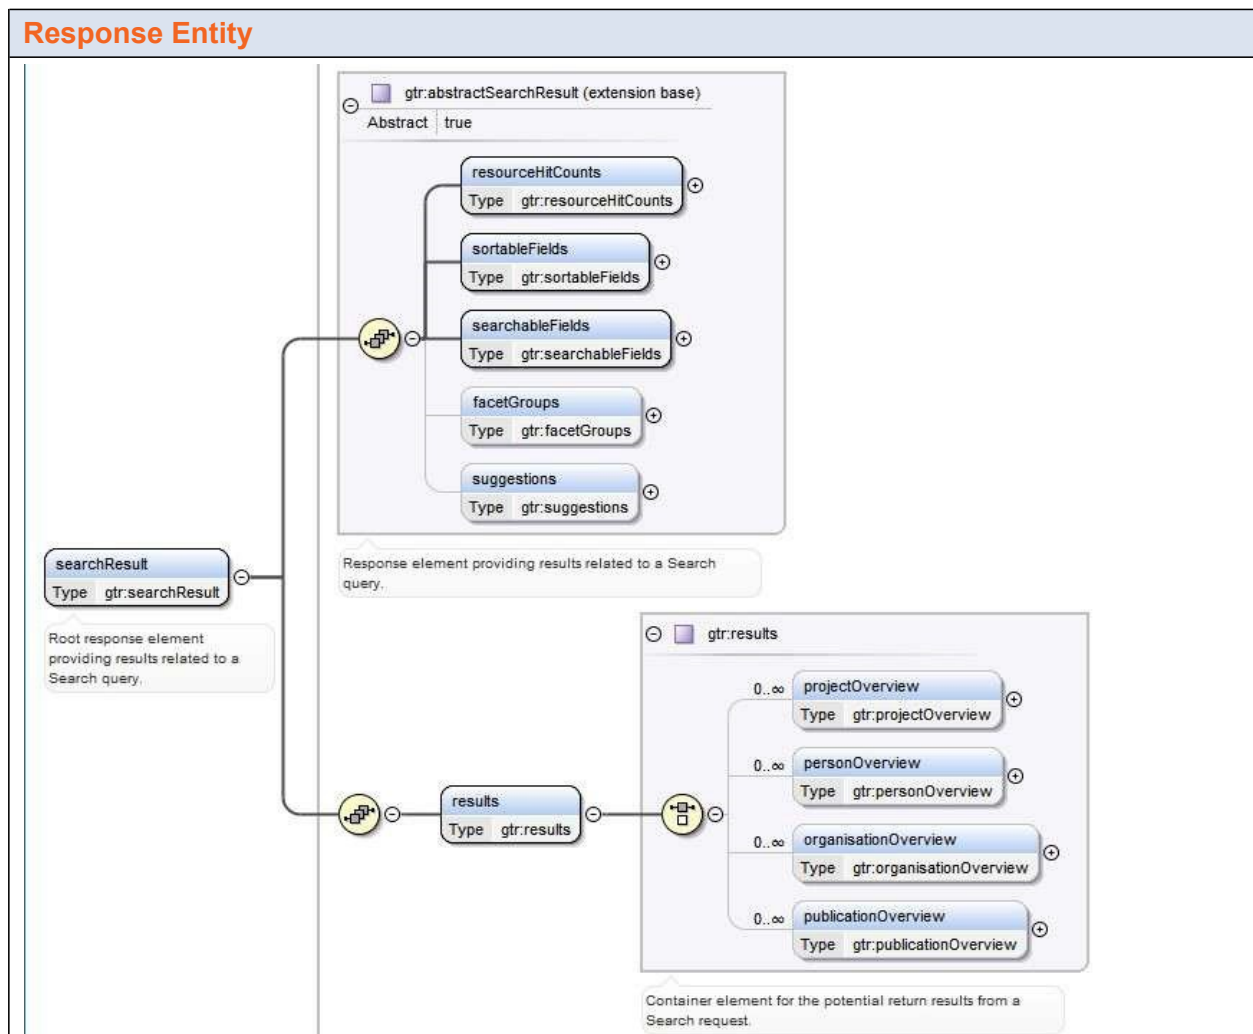 Response Entity
gtr:abstractSearchResult (extension base)
Abstract true
resourceHitCounts
Type gtr:resourceHitCounts
sortableFields
Type gtr:sortableFields
searchableFields
Type gtr:searchableFields
facetGroups
Type gtr:facetGroups
suggestions
Type gtr:suggestions
Response element providing results related to a Search
query.
searchResult
Type gtr:searchResult
Root response element
providing results related to a
Search query.
gtr:results
0..∞ projectOverview
Type gtr:projectOverview
0..∞ personOverview
Type gtr:personOverview
results
Type gtr:results
0..∞ organisationOverview
Type gtr:organisationOverview
0..∞ publicationOverview
Type gtr:publicationOverview
Container element for the potential return results from a
Search request.